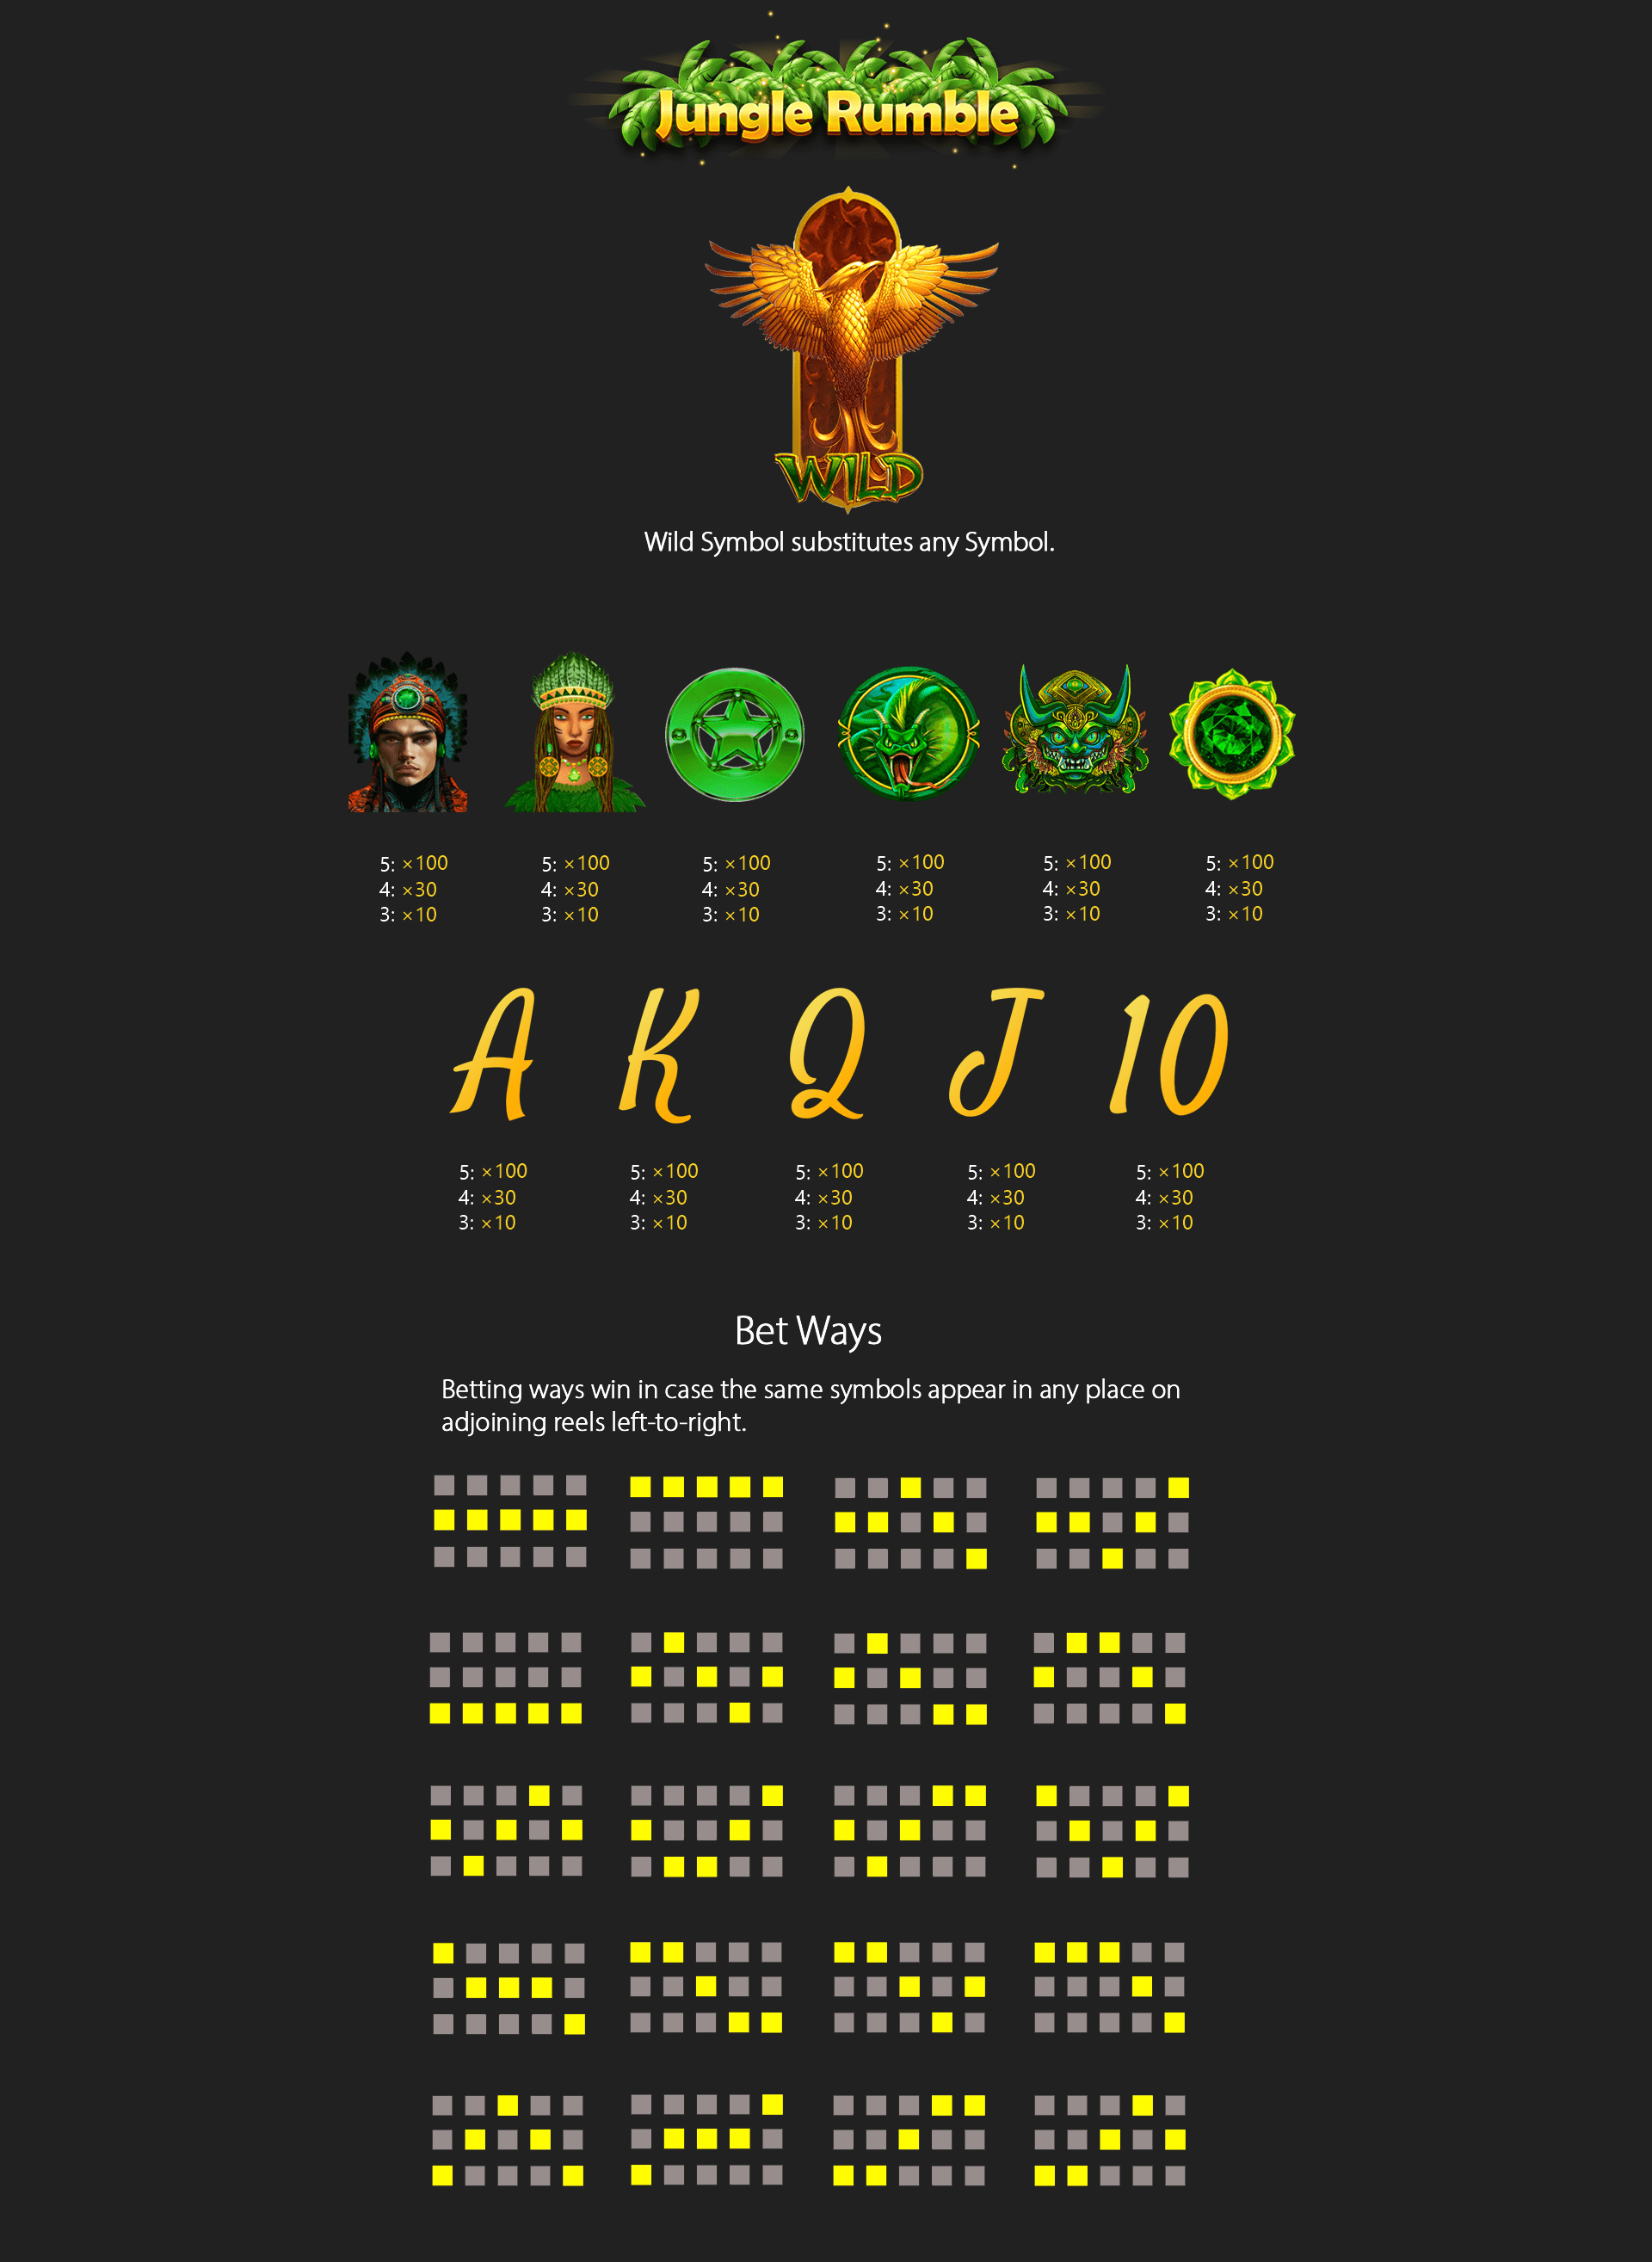 Jungle Rumble
WILD
Wild Symbol substitutes any Symbol.
5: ×100 5: ×100 5: ×100 5: ×100 5: ×100 5: ×100
4: ×30 4: ×30 4: ×30 4: ×30 4: ×30 4: ×30
3: ×10 3: ×10 3: ×10 3: ×10 3: ×10 3: ×10
A K Q J 10
5: ×100 5: ×100 5: ×100 5: ×100 5: ×100
4: ×30 4: ×30 4: ×30 4: ×30 4: ×30
3: ×10 3: ×10 3: ×10 3: ×10 3: ×10
Bet Ways
Betting ways win in case the same symbols appear in any place on
adjoining reels left-to-right.